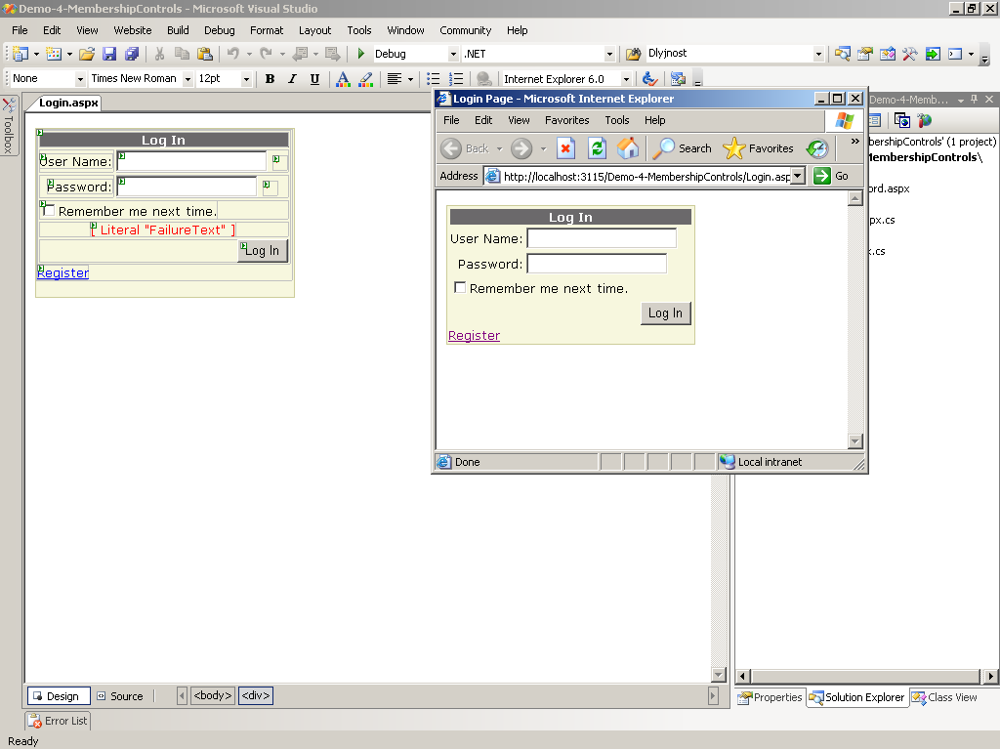 Demo-4-MembershipControls - Microsoft Visual Studio
File Edit View Website Build Debug Format Layout Tools Window Community Help
Debug .NET Dlyjnost
None Times New Roman 12pt B I U A Internet Explorer 6.0
Toolbox
Login.aspx
Log In
User Name:
Password:
Remember me next time.
[ Literal "FailureText" ]
Log In
Register
Login Page - Microsoft Internet Explorer
File Edit View Favorites Tools Help
Back Search Favorites »
Address http://localhost:3115/Demo-4-MembershipControls/Login.asp Go
Log In
User Name:
Password:
Remember me next time.
Log In
Register
Done Local intranet
Demo-4-Memb...
bershipControls' (1 project)
MembershipControls\
ord.aspx
px.cs
.cs
Design Source <body> <div>
Properties Solution Explorer Class View
Error List
Ready